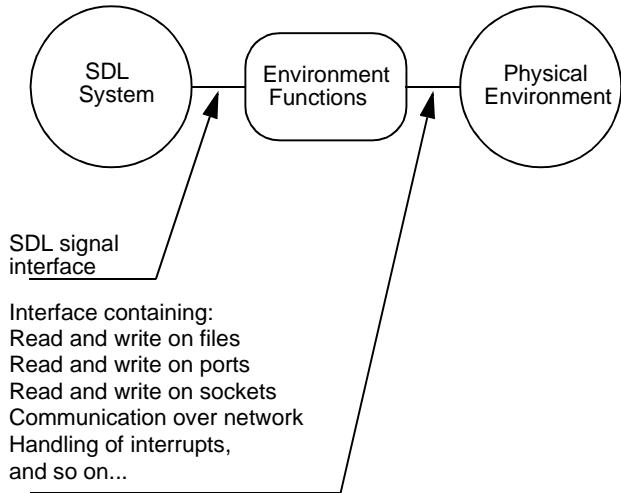 SDL
System
Environment
Functions
Physical
Environment
SDL signal
interface
Interface containing:
Read and write on files
Read and write on ports
Read and write on sockets
Communication over network
Handling of interrupts,
and so on...